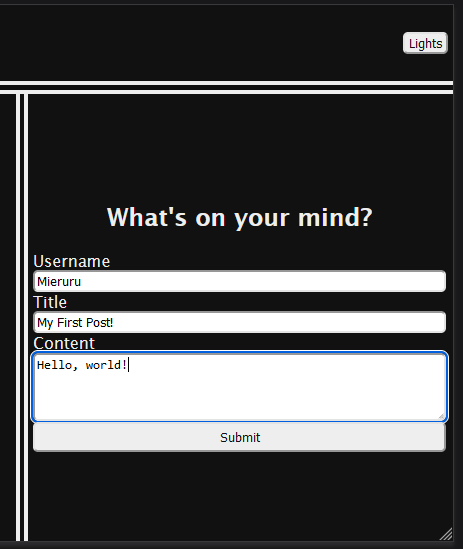 Lights
What's on your mind?
Username
Mieruru
Title
My First Post!
Content
Hello, world!
Submit